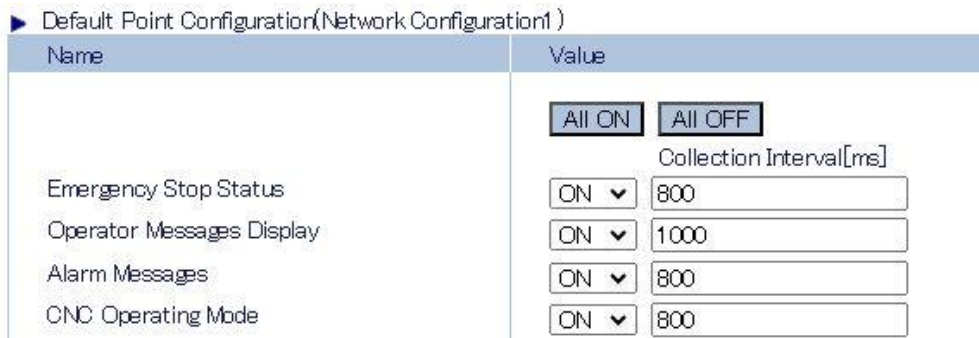 Default Point Configuration(Network Configuration1)
Name Value
All ON All OFF
Collection Interval[ms]
Emergency Stop Status ON 800
Operator Messages Display ON 1000
Alarm Messages ON 800
CNC Operating Mode ON 800